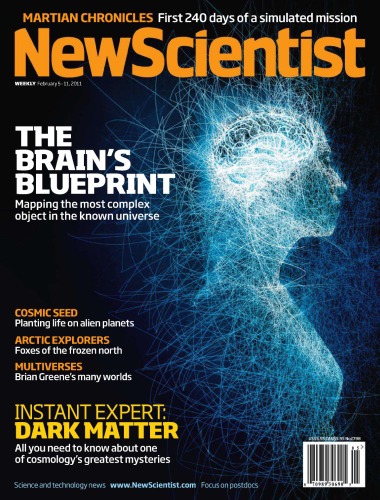 MARTIAN CHRONICLES First 240 days of a simulated mission
NewScientist
WEEKLY February 5-11, 2011
THE
BRAIN'S
BLUEPRINT
Mapping the most complex
object in the known universe
COSMIC SEED
Planting life on alien planets
ARCTIC EXPLORERS
Foxes of the frozen north
MULTIVERSES
Brian Greene's many worlds
INSTANT EXPERT:
DARK MATTER
All you need to know about one
of cosmology's greatest mysteries
Science and technology news www.NewScientist.com Focus on postdocs